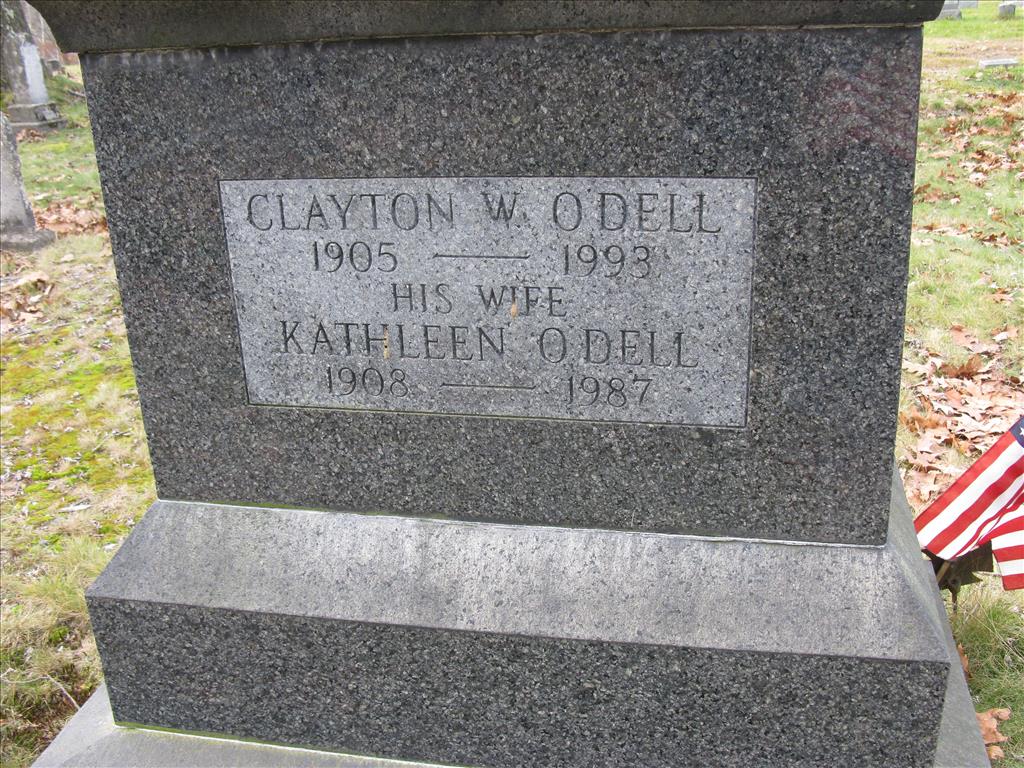 CLAYTON W. O'DELL
1905 — 1993
HIS WIFE
KATHLEEN O'DELL
1908 — 1987